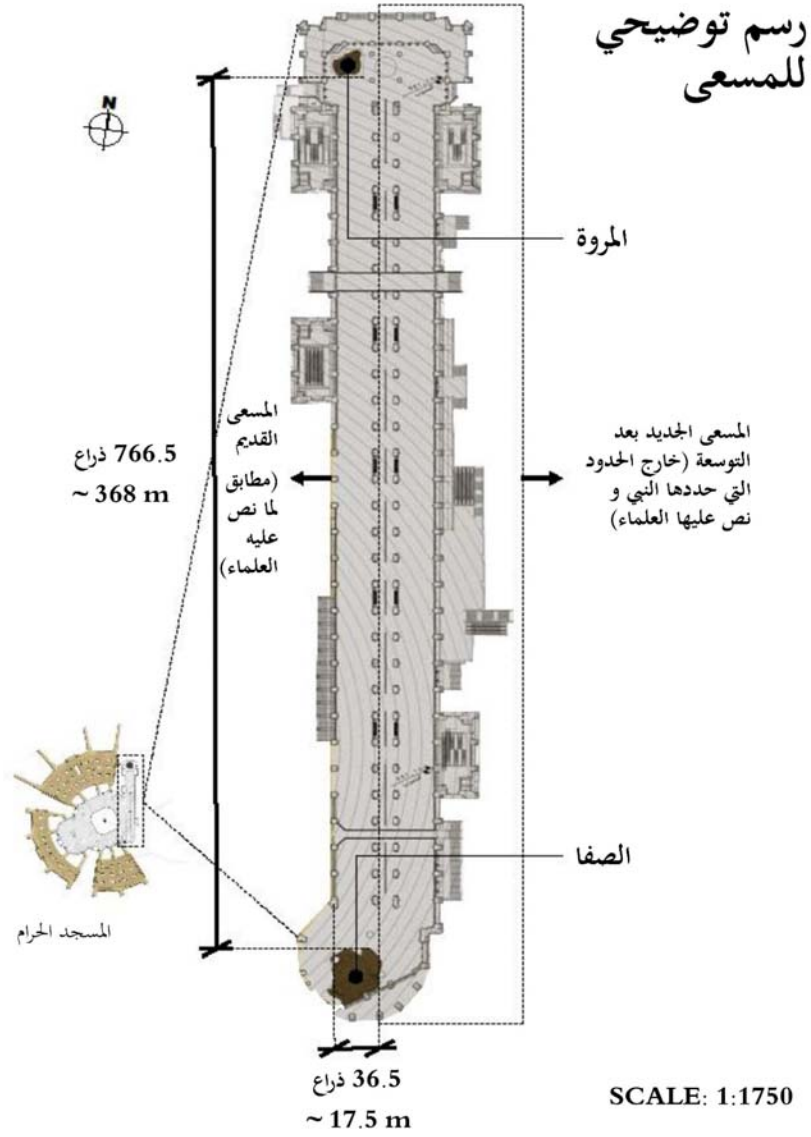 رسم توضيحي
للمسعى
N
المروة
المسعى
القديم
(مطابق
لما نص
عليه
العلماء)
766.5 ذراع
~ 368 m
المسعى الجديد بعد
التوسعة (خارج الحدود
التي حددها النبي و
نص عليها العلماء)
الصفا
المسجد الحرام
36.5 ذراع
~ 17.5 m
SCALE: 1:1750